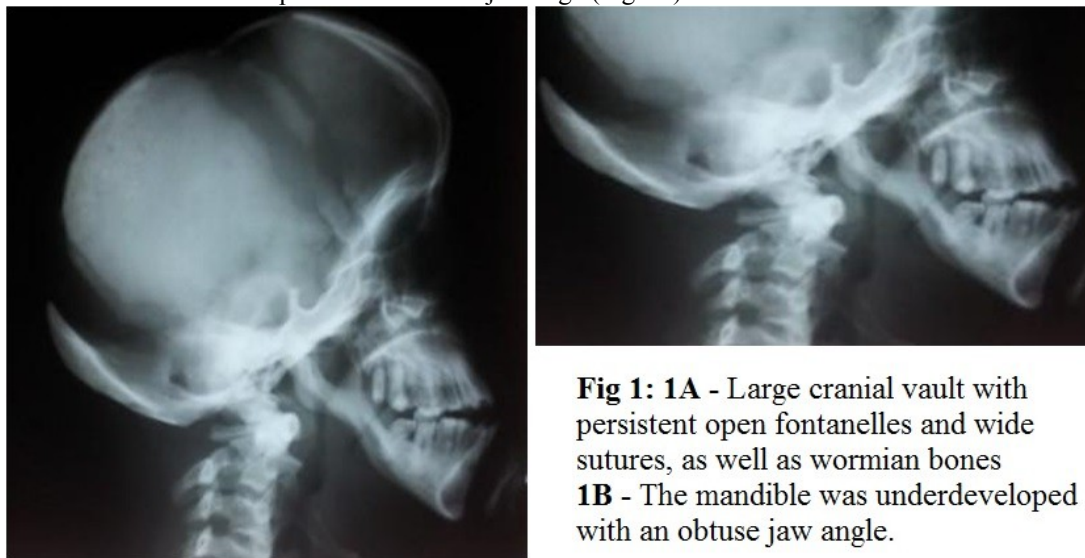 Fig 1: 1A - Large cranial vault with
persistent open fontanelles and wide
sutures, as well as wormian bones
1B - The mandible was underdeveloped
with an obtuse jaw angle.